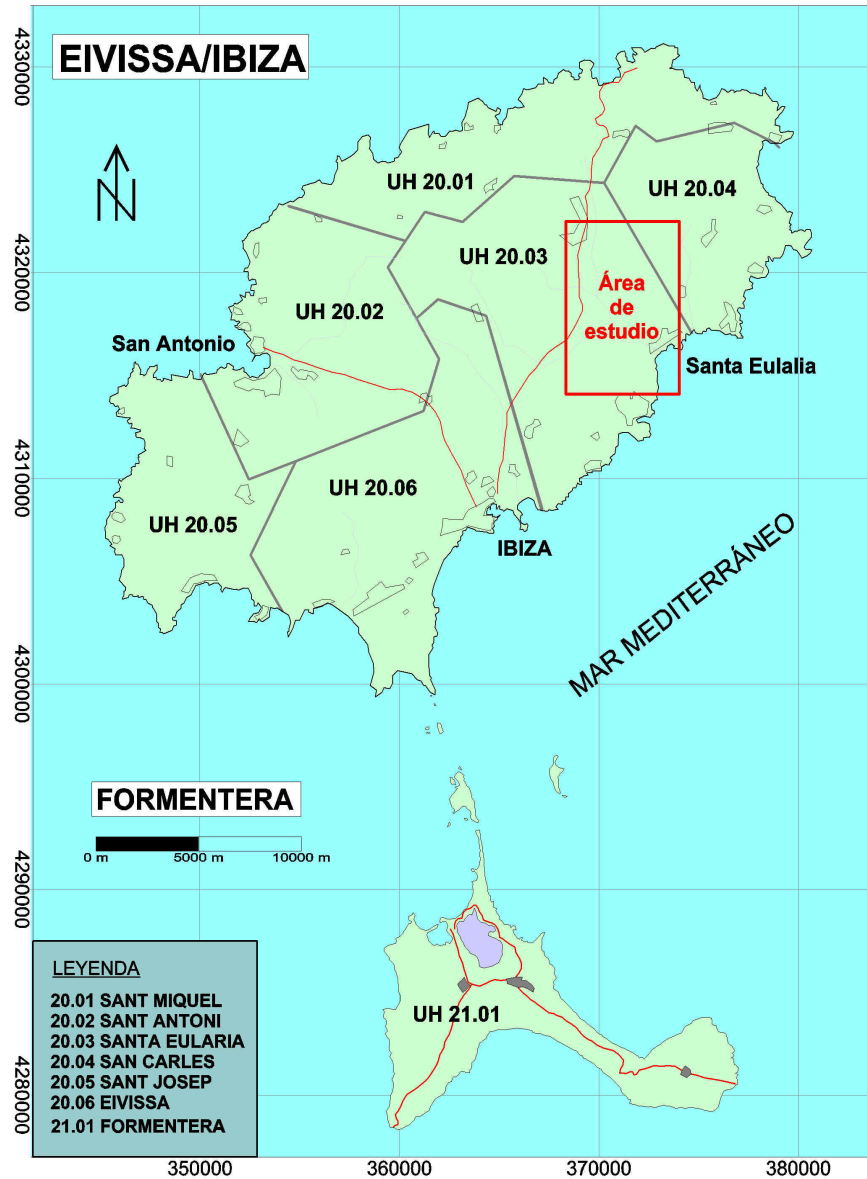 EIVISSA/IBIZA
4330000
N
UH 20.01
UH 20.04
4320000
UH 20.03
UH 20.02
Área
de
estudio
San Antonio
Santa Eulalia
4310000
UH 20.06
UH 20.05
IBIZA
MAR MEDITERRÁNEO
4300000
FORMENTERA
0 m 5000 m 10000 m
4290000
LEYENDA
20.01 SANT MIQUEL
20.02 SANT ANTONI
20.03 SANTA EULARIA
20.04 SAN CARLES
20.05 SANT JOSEP
20.06 EIVISSA
21.01 FORMENTERA
UH 21.01
4280000
350000 360000 370000 380000